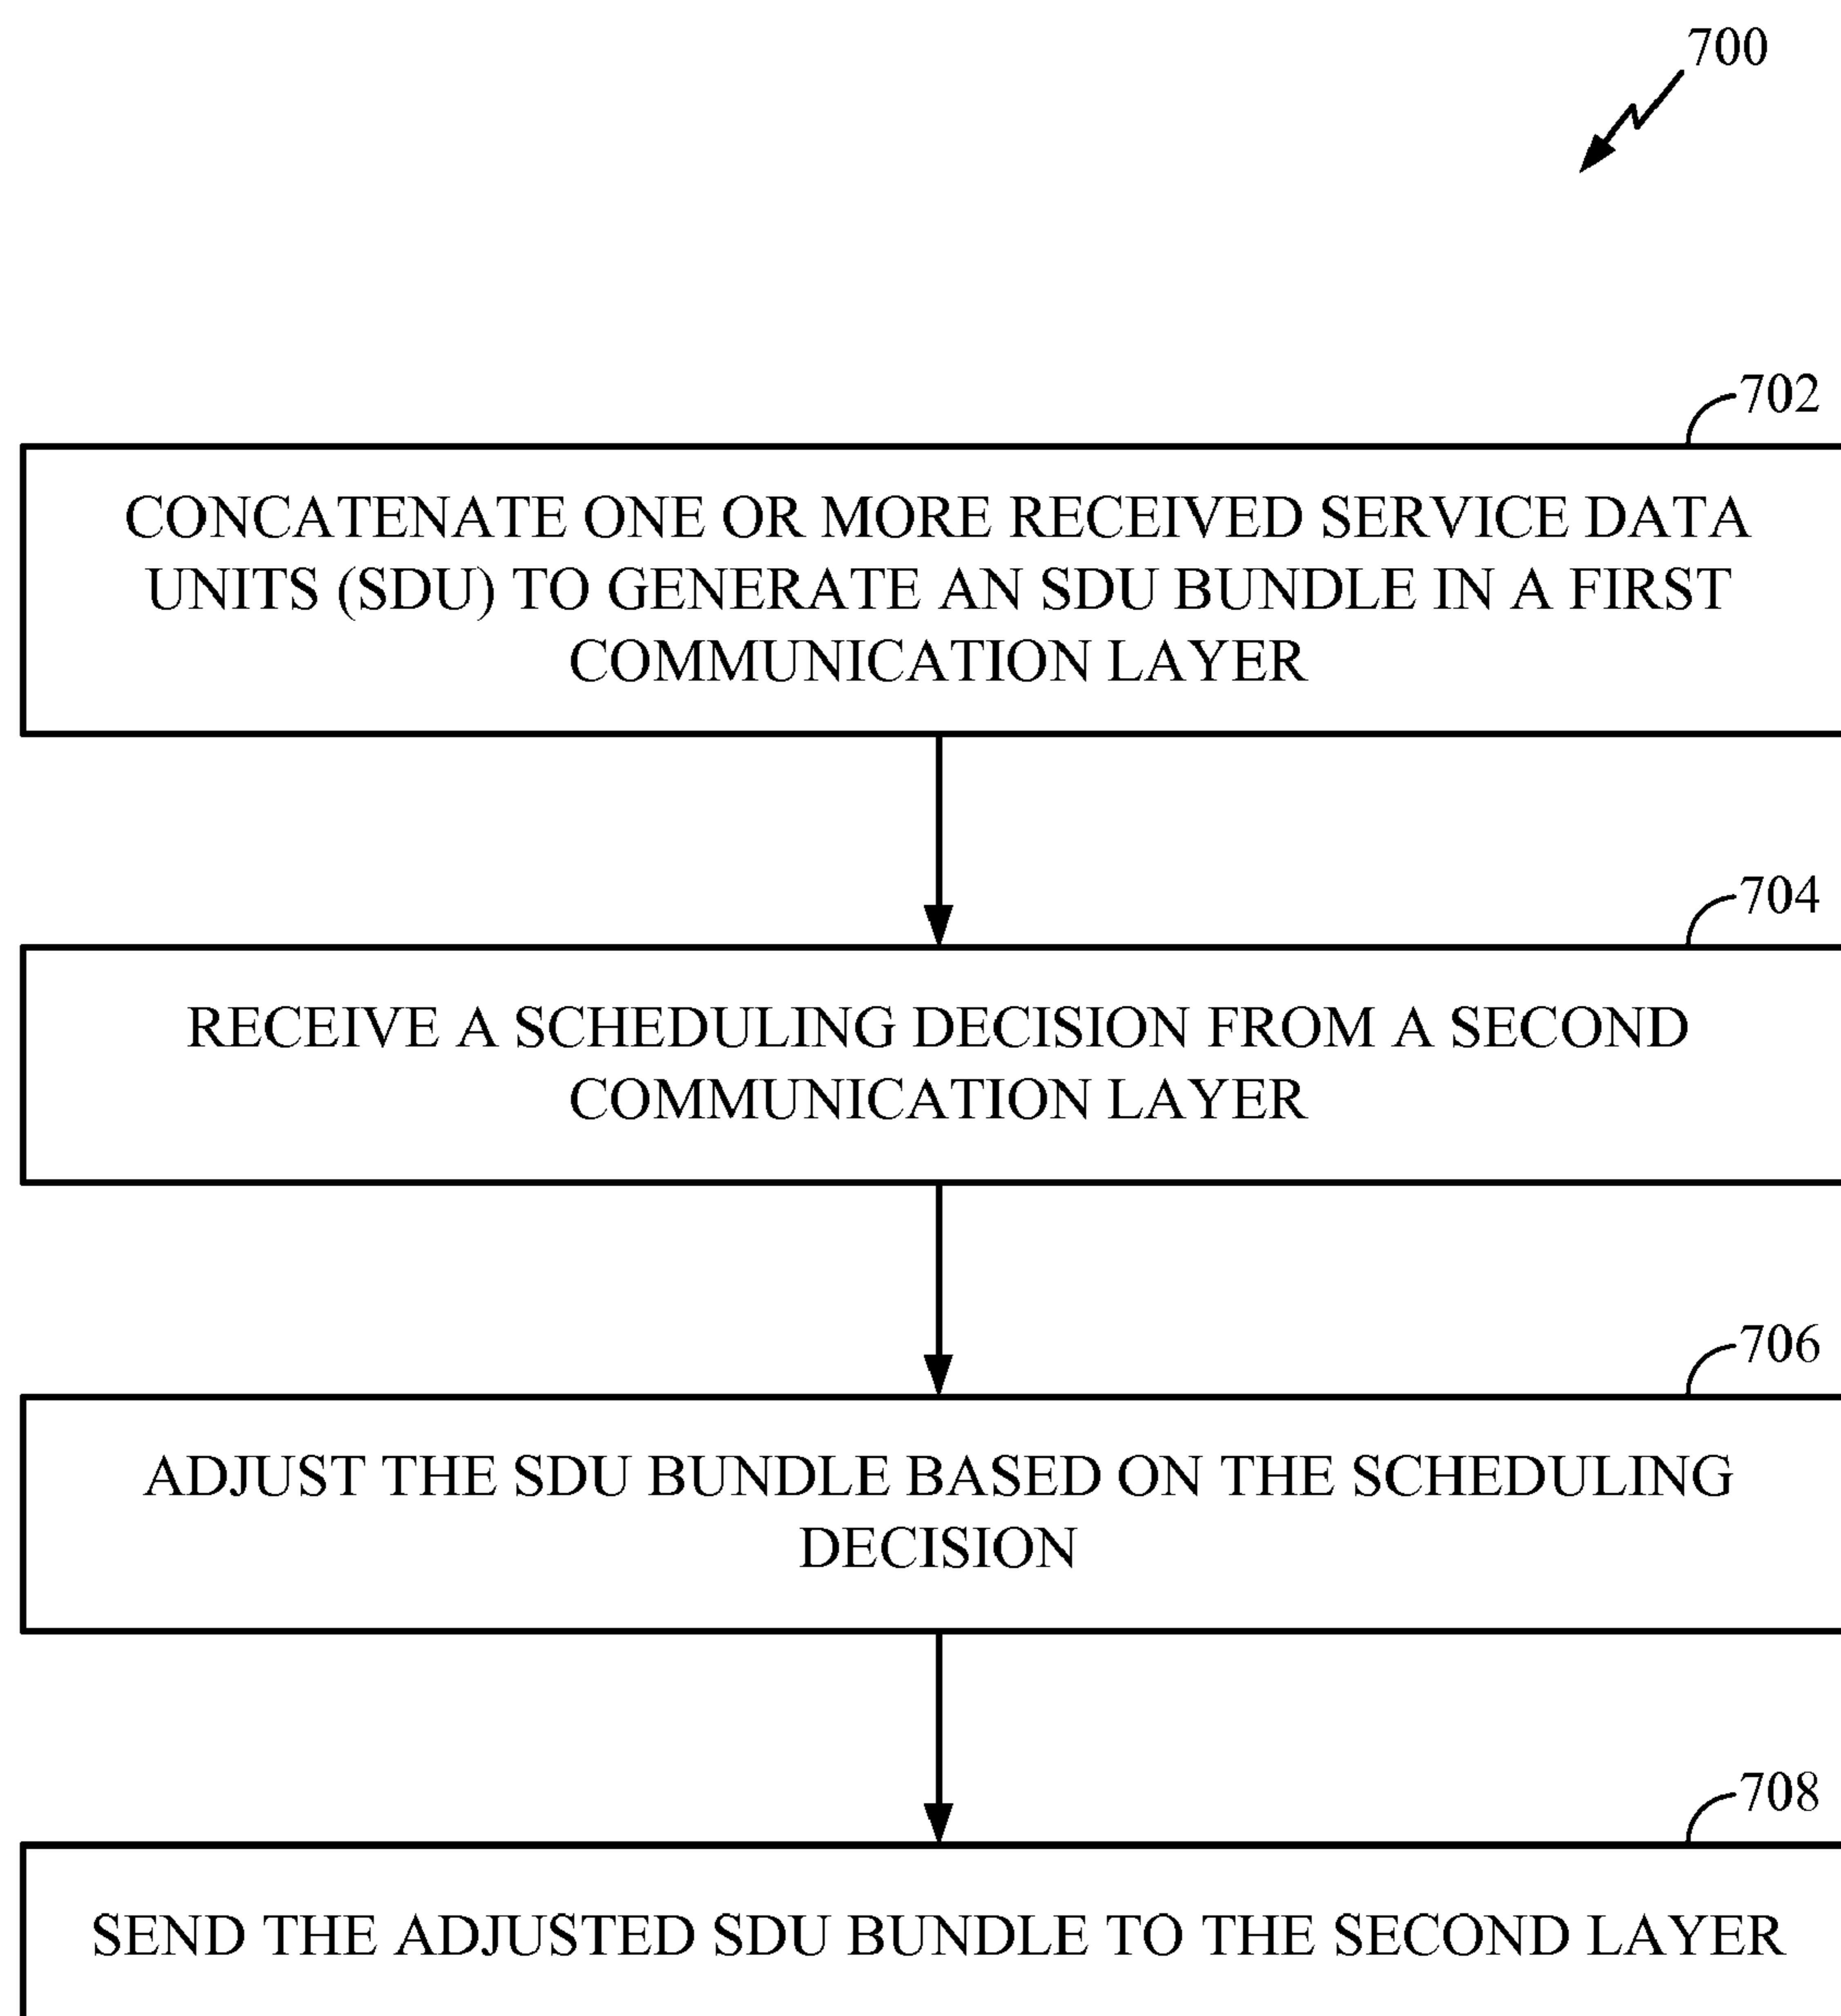 700
702
CONCATENATE ONE OR MORE RECEIVED SERVICE DATA
UNITS (SDU) TO GENERATE AN SDU BUNDLE IN A FIRST
COMMUNICATION LAYER
704
RECEIVE A SCHEDULING DECISION FROM A SECOND
COMMUNICATION LAYER
706
ADJUST THE SDU BUNDLE BASED ON THE SCHEDULING
DECISION
708
SEND THE ADJUSTED SDU BUNDLE TO THE SECOND LAYER